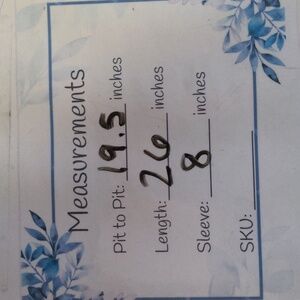 Measurements
Pit to Pit: 19.5 inches
Length: 26 inches
Sleeve: 8 inches
SKU: